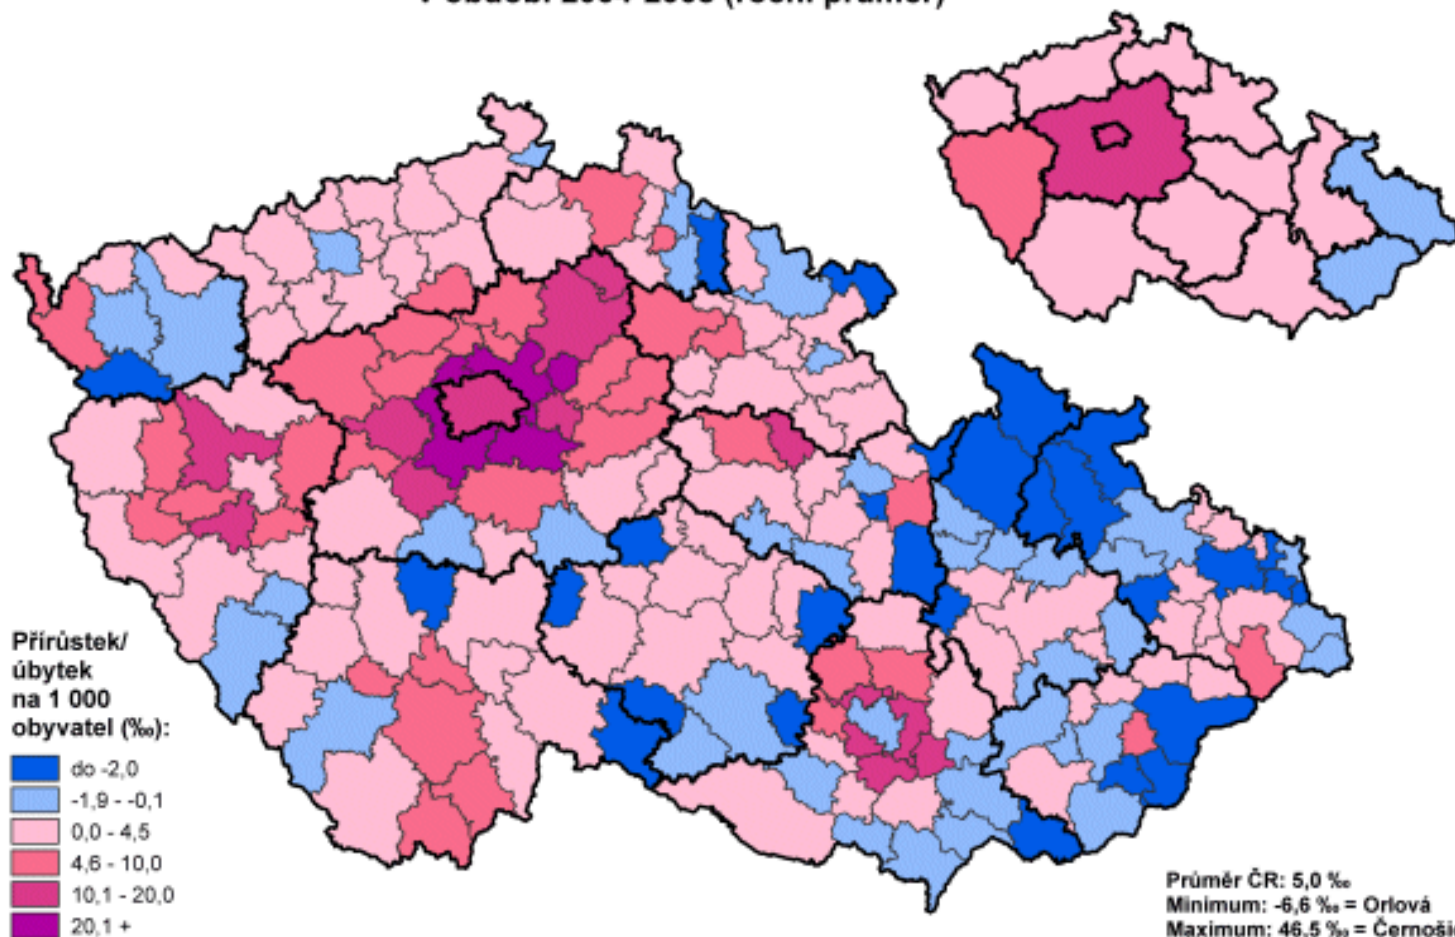 Přírůstek/
úbytek
na 1 000
obyvatel (‰):
do -2,0
-1,9 - -0,1
0,0 - 4,5
4,6 - 10,0
10,1 - 20,0
20,1 +
Průměr ČR: 5,0 ‰
Minimum: -6,6 ‰ = Orlová
Maximum: 46,5 ‰ =